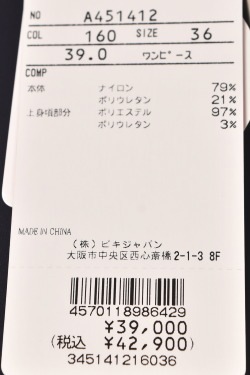 NO A451412
COL 160 SIZE 36
39.0 ワンピース
COMP
本体 ナイロン 79%
ポリウレタン 21%
上身頃部分 ポリエステル 97%
ポリウレタン 3%
MADE IN CHINA
(株) ピキジャパン
大阪市中央区西心斎橋2-1-3 8F
4570118986429
¥39,000
(税込 ¥42,900)
345141216036